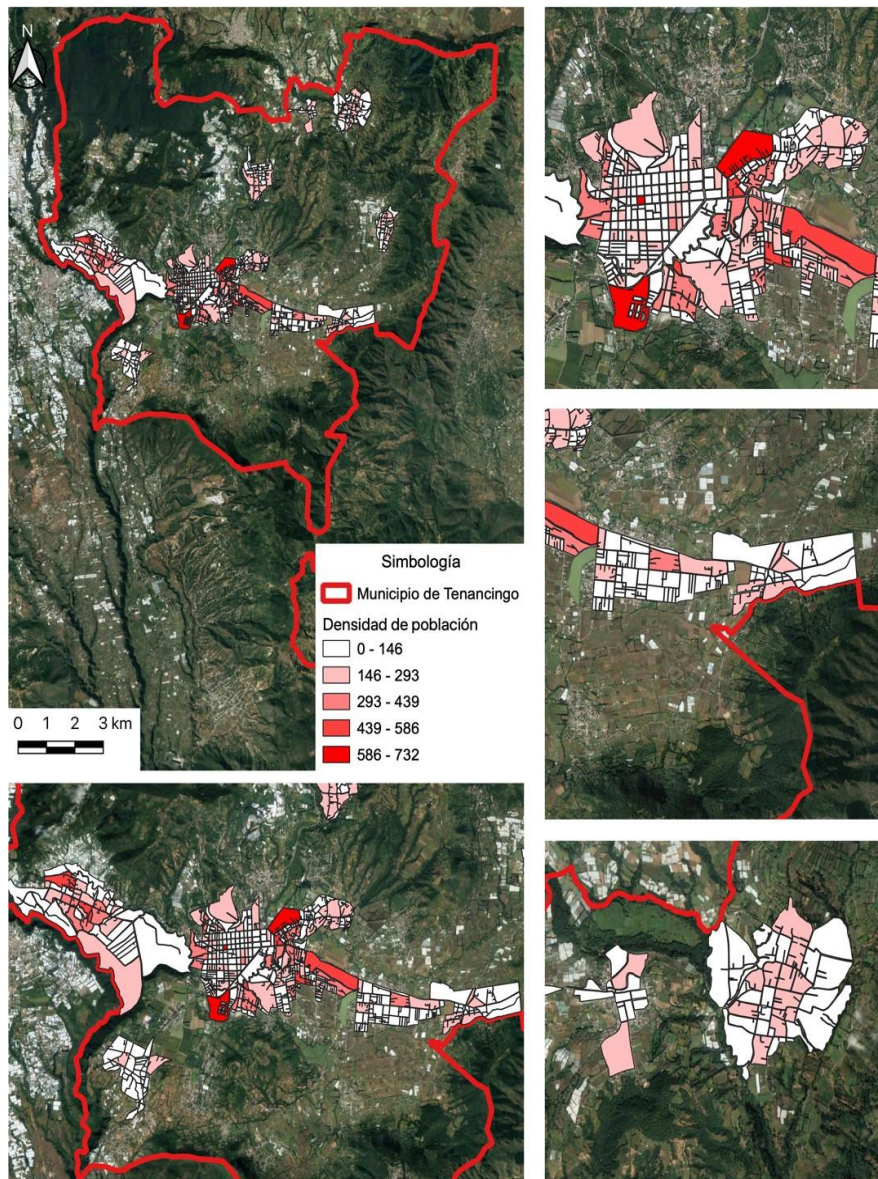 N
Simbología
Municipio de Tenancingo
Densidad de población
0 - 146
146 - 293
293 - 439
439 - 586
586 - 732
0 1 2 3 km